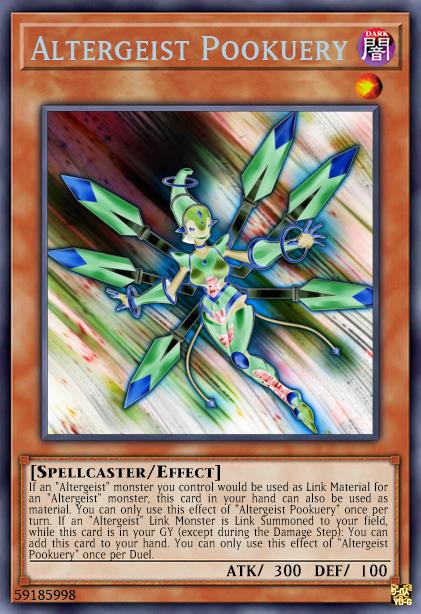 ALTERGEIST POOKUERY
DARK
闇
[SPELLCASTER/EFFECT]
If an "Altergeist" monster you control would be used as Link Material for
an "Altergeist" monster, this card in your hand can also be used as
material. You can only use this effect of "Altergeist Pookuery" once per
turn. If an "Altergeist" Link Monster is Link Summoned to your field,
while this card is in your GY (except during the Damage Step): You can
add this card to your hand. You can only use this effect of "Altergeist
Pookuery" once per Duel.
ATK/ 300 DEF/ 100
59185998